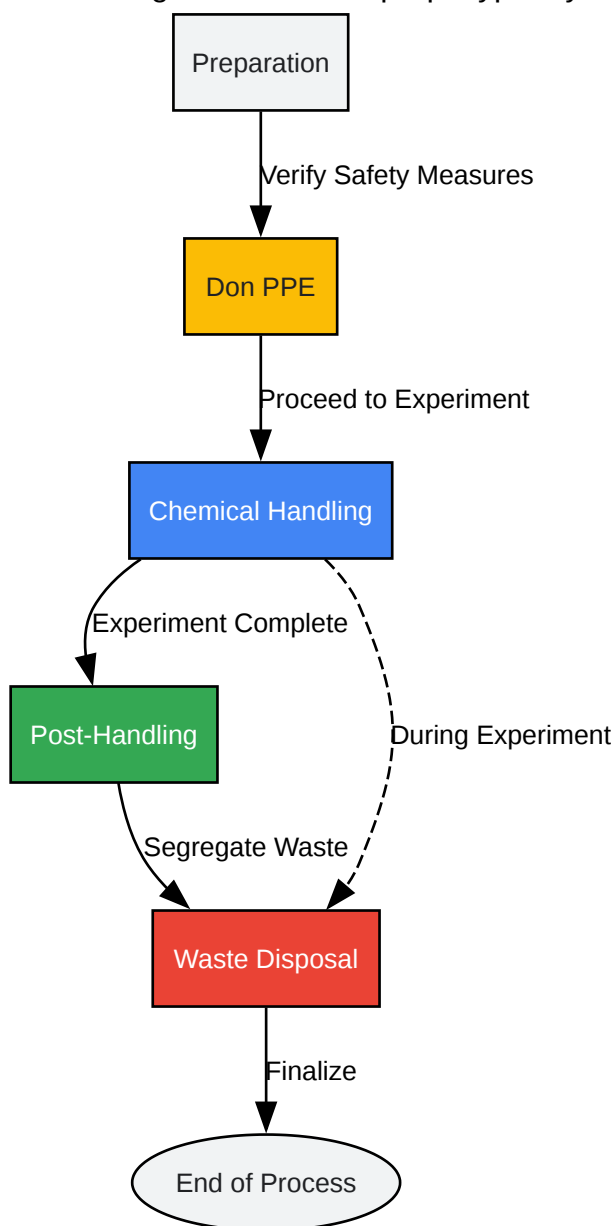 Preparation
Verify Safety Measures
Don PPE
Proceed to Experiment
Chemical Handling
Experiment Complete
Post-Handling
During Experiment
Segregate Waste
Waste Disposal
Finalize
End of Process